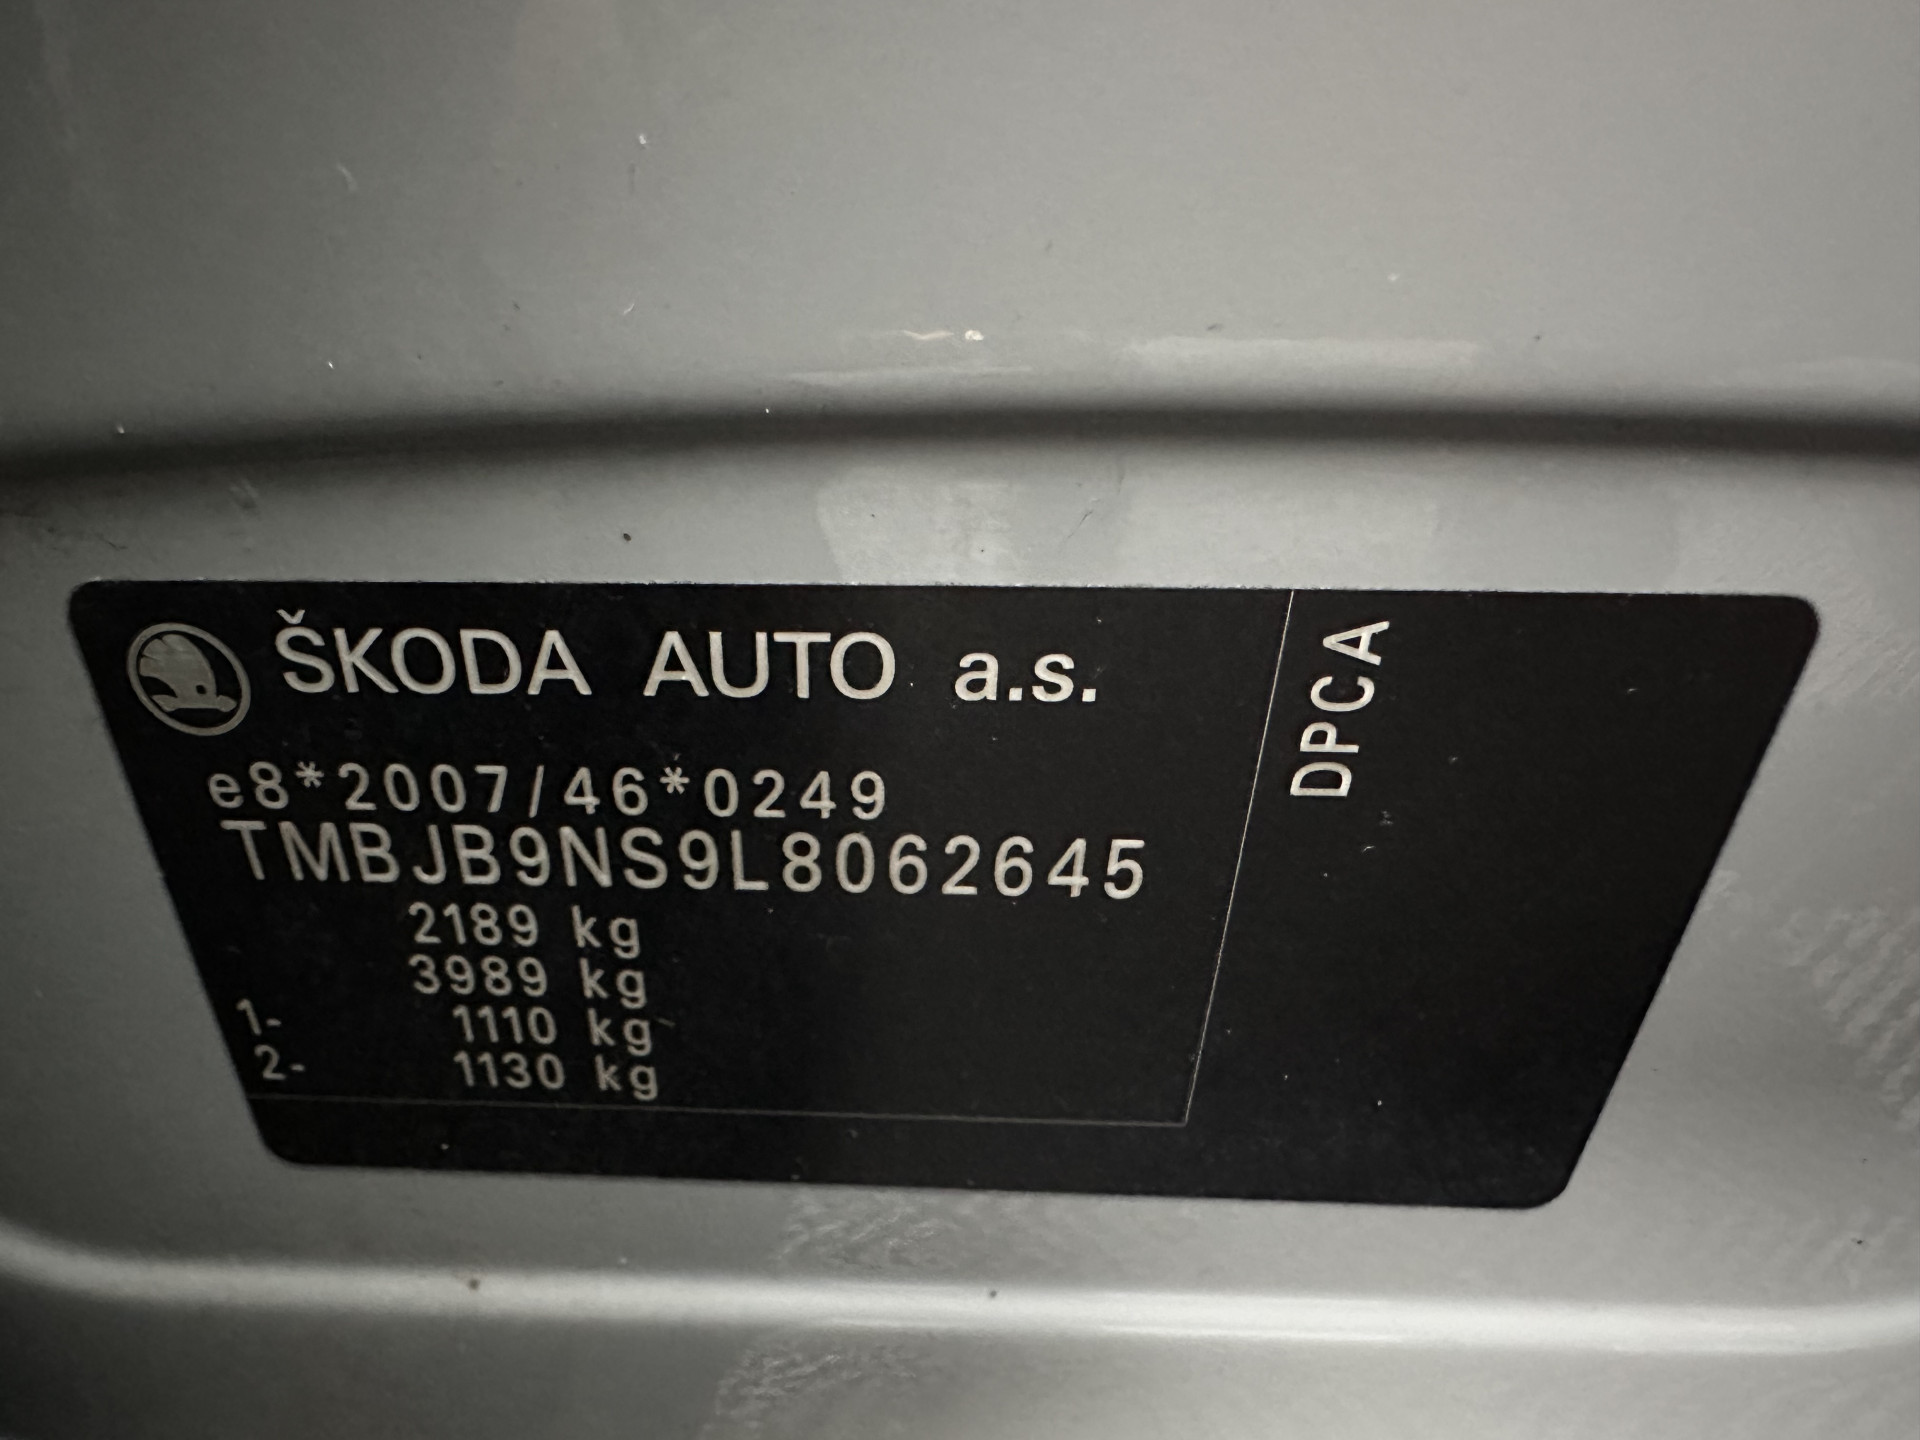 ŠKODA AUTO a.s.
e8*2007/46*0249
TMBJB9NS9L8062645
2189 kg
3989 kg
1- 1110 kg
2- 1130 kg
DPCA